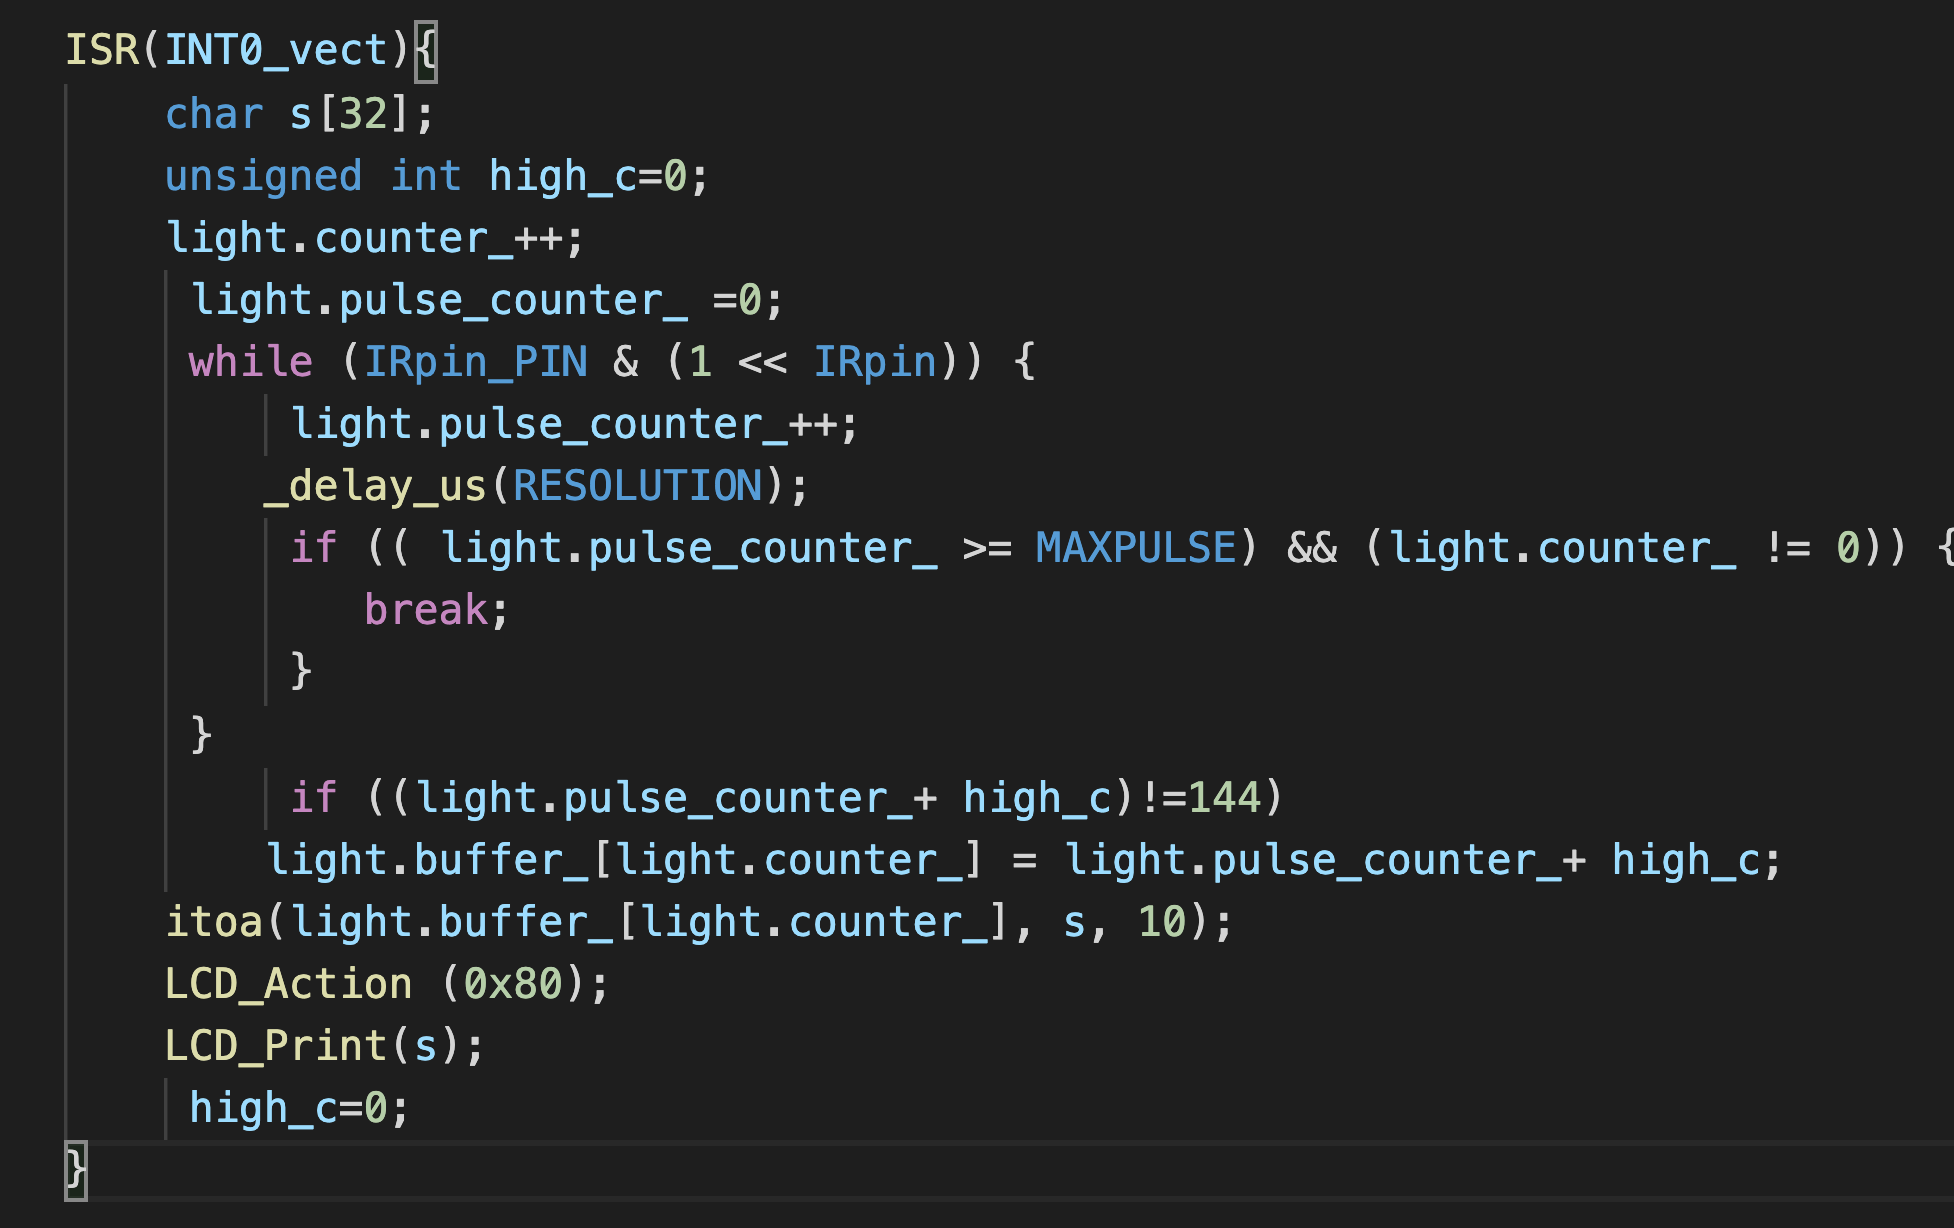 ISR(INT0_vect){
char s[32];
unsigned int high_c=0;
light.counter_++;
light.pulse_counter_ =0;
while (IRpin_PIN & (1 << IRpin)) {
light.pulse_counter_++;
_delay_us(RESOLUTION);
if (( light.pulse_counter_ >= MAXPULSE) && (light.counter_ != 0)) {
break;
}
}
if ((light.pulse_counter_+ high_c)!=144)
light.buffer_[light.counter_] = light.pulse_counter_+ high_c;
itoa(light.buffer_[light.counter_], s, 10);
LCD_Action (0x80);
LCD_Print(s);
high_c=0;
}